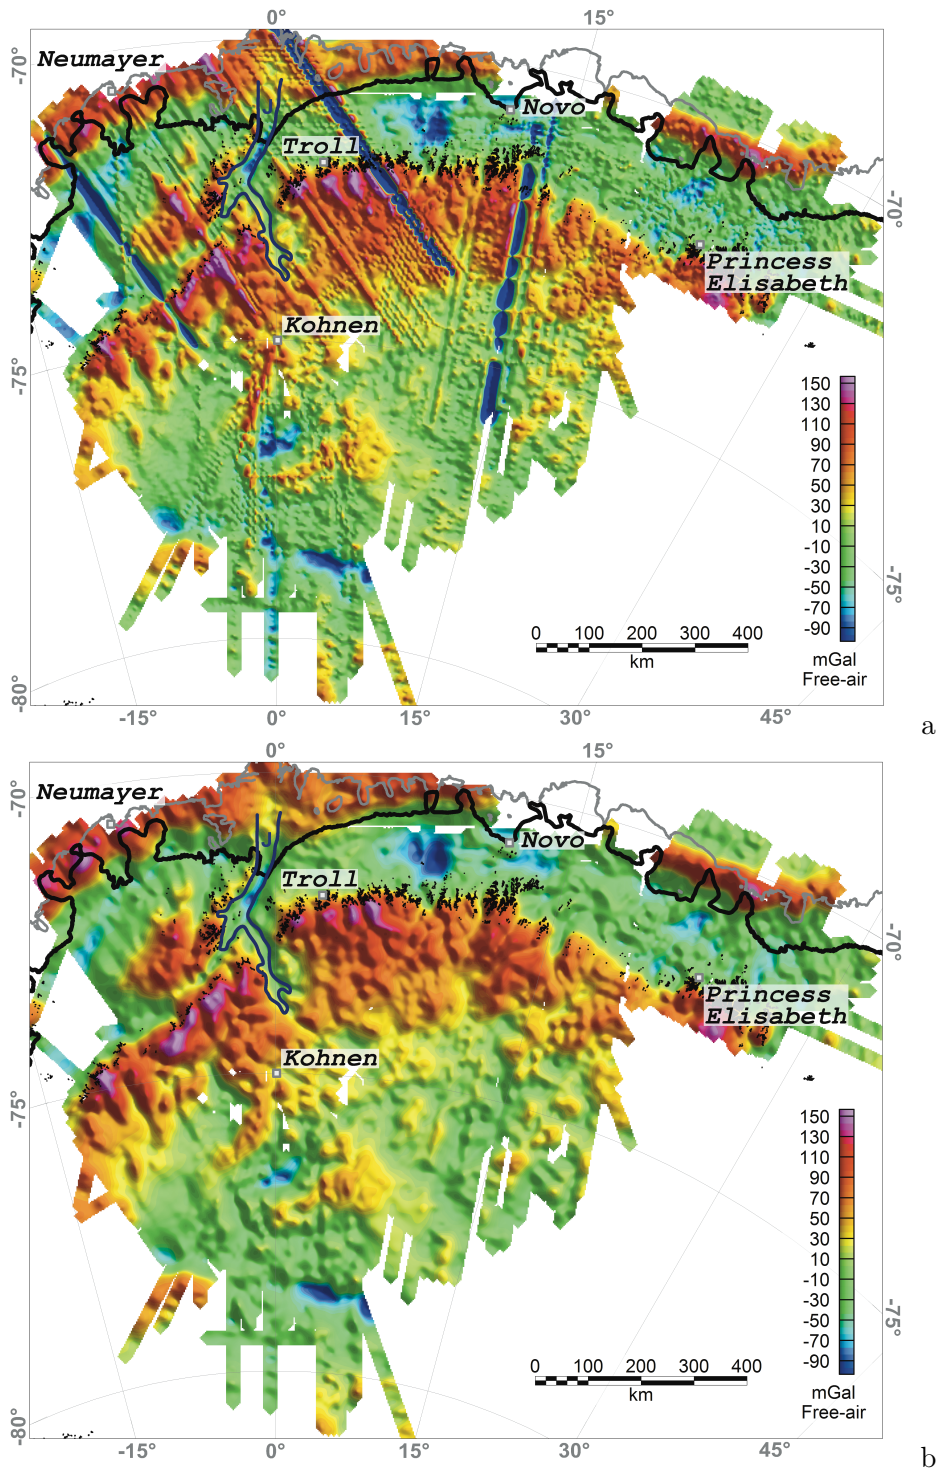 0° 15°
Neumayer
-70°
Novo
Troll
-70°
Princess
Elisabeth
Kohnen
-75°
150
130
110
90
70
50
30
10
-10
-30
-50
-70
-90
-75°
0 100 200 300 400
km
mGal
Free-air
-80°
-15° 0° 15° 30° 45°
a
0° 15°
-70°
Neumayer
Novo
Troll
-70°
Princess
Elisabeth
Kohnen
-75°
150
130
110
90
70
50
30
10
-10
-30
-50
-70
-90
-75°
0 100 200 300 400
km
mGal
Free-air
-80°
-15° 0° 15° 30° 45°
b